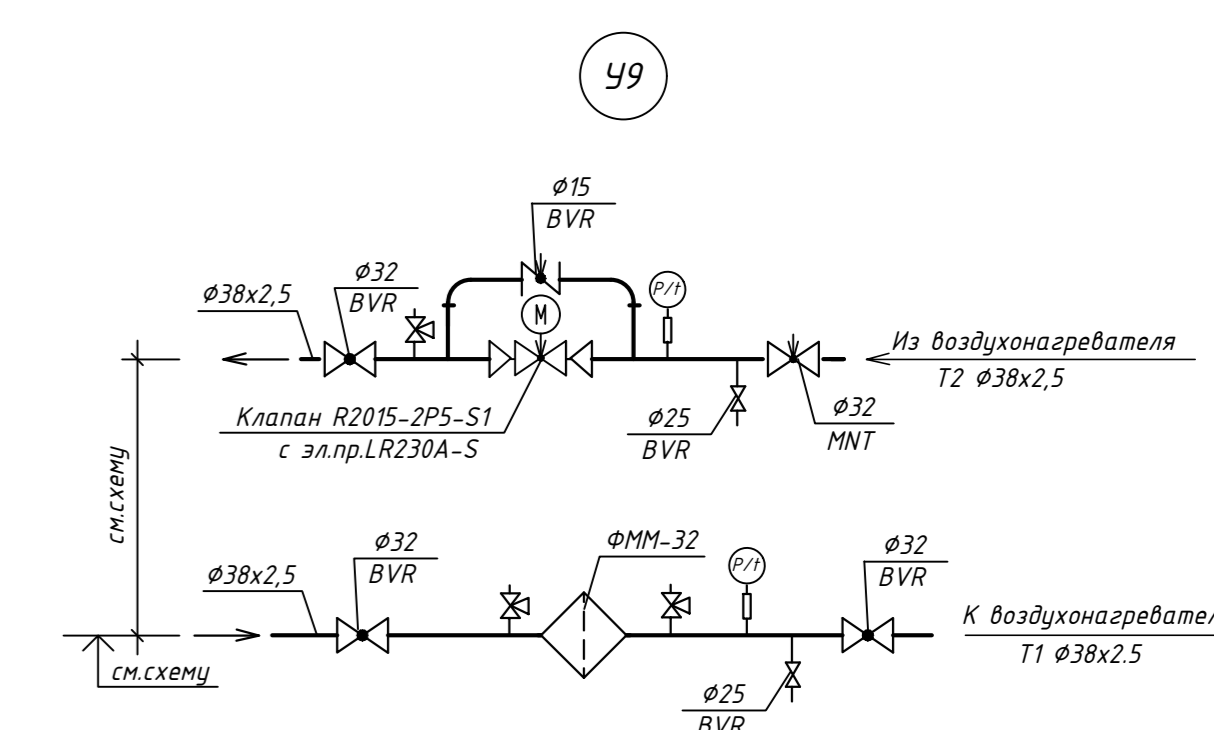 У9
Ø15
BVR
Ø32
BVR
Ø38x2,5
P/t
M
Из воздухонагревателя
T2 Ø38x2,5
Клапан R2015-2P5-S1
с эл.пр.LR230A-S
Ø25
BVR
Ø32
MNT
см.схему
Ø32
BVR
ФММ-32
P/t
Ø32
BVR
Ø38x2,5
К воздухонагревател
T1 Ø38x2.5
см.схему
Ø25
BVR